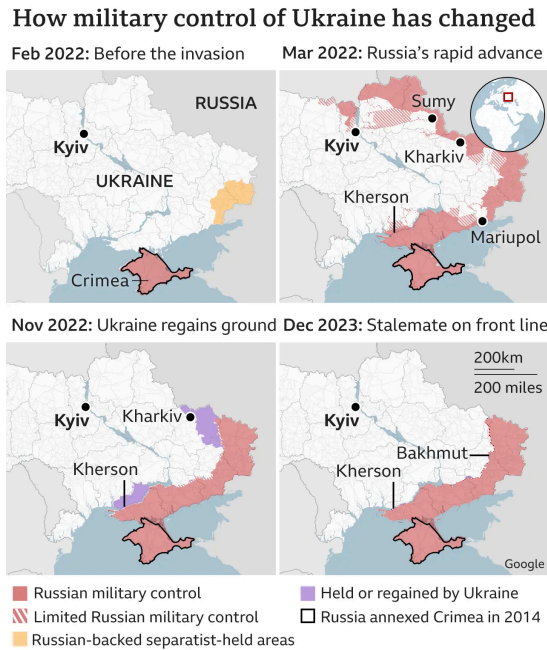 How military control of Ukraine has changed
Feb 2022: Before the invasion
RUSSIA
Kyiv
UKRAINE
Crimea
Mar 2022: Russia's rapid advance
Sumy
Kyiv
Kharkiv
Kherson
Mariupol
Nov 2022: Ukraine regains ground
Kyiv
Kharkiv
Kherson
Dec 2023: Stalemate on front line
200km
200 miles
Kyiv
Bakhmut
Kherson
Google
Russian military control
Held or regained by Ukraine
Limited Russian military control
Russia annexed Crimea in 2014
Russian-backed separatist-held areas